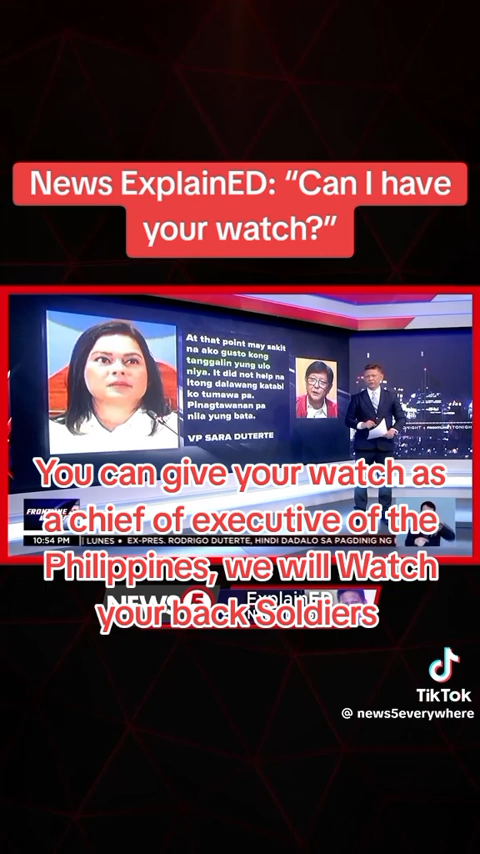 News ExplainED: “Can I have
your watch?”
At that point may sakit
na ako gusto kong
tanggalin yung ulo
niya. It did not help na
itong dalawang katabi
ko tumawa pa.
Pinagtawanan pa
nila yung bata.
VP SARA DUTERTE
You can give your watch as
a chief of executive of the
Philippines, we will Watch
your back Soldiers
FRONTLINE
10:54 PM | LUNES • EX-PRES. RODRIGO DUTERTE, HINDI DADALO SA PAGDINIG NG
NEWS5
ExplainED
TikTok
@ news5everywhere